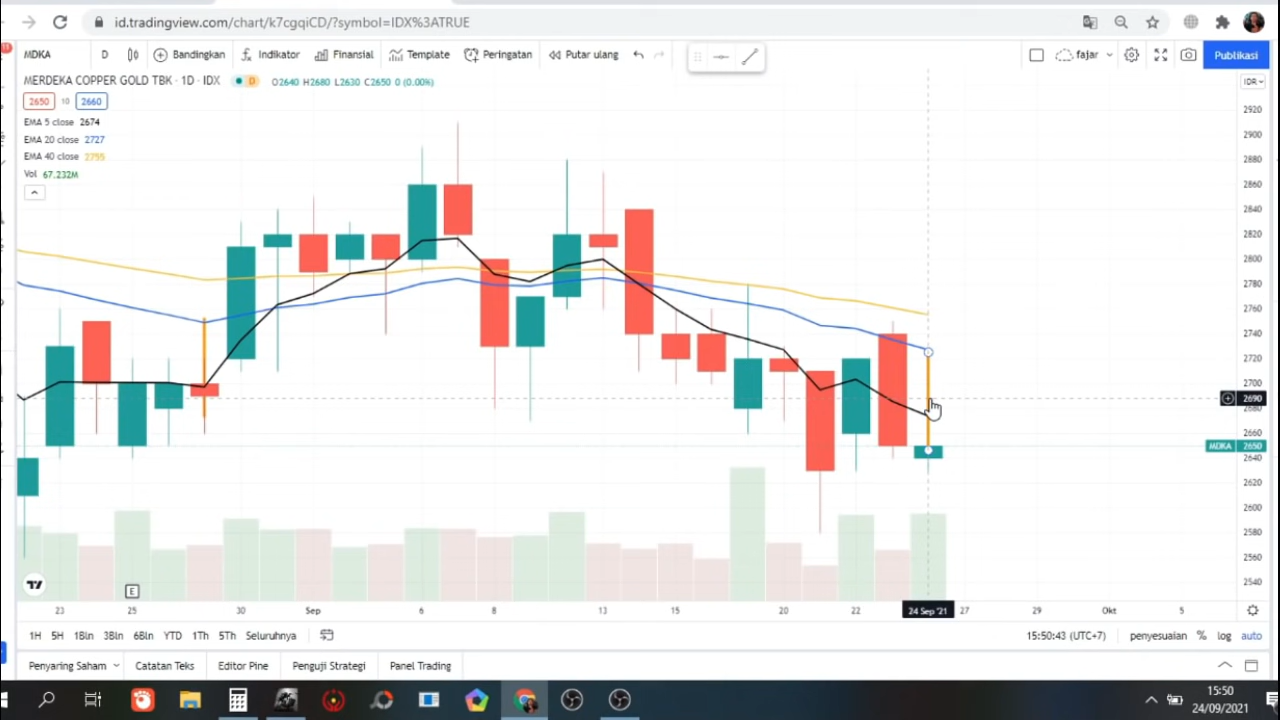 id.tradingview.com/chart/k7cgqiCD/?symbol=IDX%3ATRUE
11
MDKA D Bandingkan Indikator Finansial Template Peringatan Putar ulang fajar Publikasi
MERDEKA COPPER GOLD TBK · 1D · IDX D O2640 H2680 L2630 C2650 0 (0.00%) IDR
2650 10 2660
EMA 5 close 2674
EMA 20 close 2727
EMA 40 close 2755
Vol 67.232M
2920
2900
2880
2860
2840
2820
2800
2780
2760
2740
2720
2700
2690
2680
2660
MDKA 2650
2640
2620
2600
2580
2560
2540
E
23 25 30 Sep 6 8 13 15 20 22 24 Sep '21 27 29 Okt 5
1H 5H 1Bln 3Bln 6Bln YTD 1Th 5Th Seluruhnya 15:50:43 (UTC+7) penyesuaian % log auto
Penyaring Saham Catatan Teks Editor Pine Penguji Strategi Panel Trading
15:50
24/09/2021